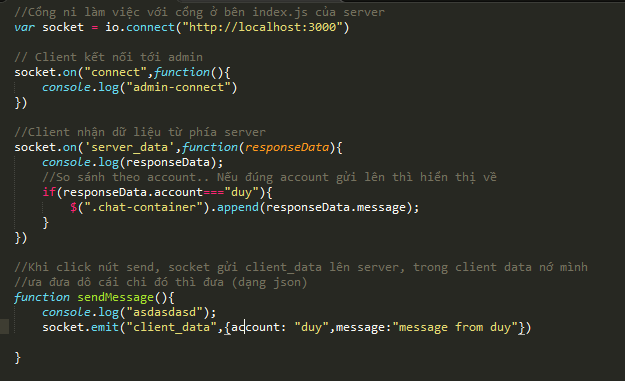 //Cổng ni làm việc với cổng ở bên index.js của server
var socket = io.connect("http://localhost:3000")
// Client kết nối tới admin
socket.on("connect",function(){
console.log("admin-connect")
})
//Client nhận dữ liệu từ phía server
socket.on('server_data',function(responseData){
console.log(responseData);
//So sánh theo account.. Nếu đúng account gửi lên thì hiển thị về
if(responseData.account==="duy"){
$(".chat-container").append(responseData.message);
}
})
//Khi click nút send, socket gửi client_data lên server, trong client data nớ mình
//ưa đưa dô cái chi đó thì đưa (dạng json)
function sendMessage(){
console.log("asdasdasd");
socket.emit("client_data",{account: "duy",message:"message from duy"})
}